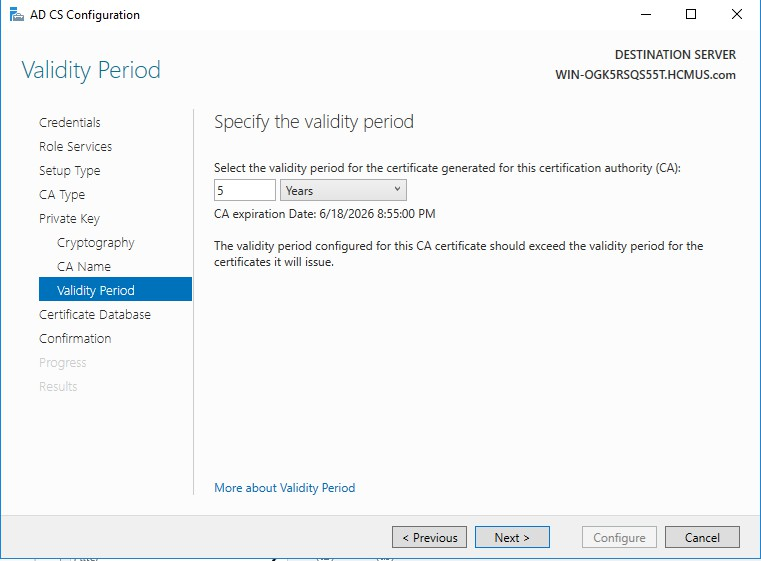 AD CS Configuration
DESTINATION SERVER
WIN-OGK5RSQS55T.HCMUS.com
Validity Period
Credentials
Role Services
Setup Type
CA Type
Private Key
Cryptography
CA Name
Validity Period
Certificate Database
Confirmation
Progress
Results
Specify the validity period
Select the validity period for the certificate generated for this certification authority (CA):
5 Years
CA expiration Date: 6/18/2026 8:55:00 PM
The validity period configured for this CA certificate should exceed the validity period for the
certificates it will issue.
More about Validity Period
< Previous Next > Configure Cancel